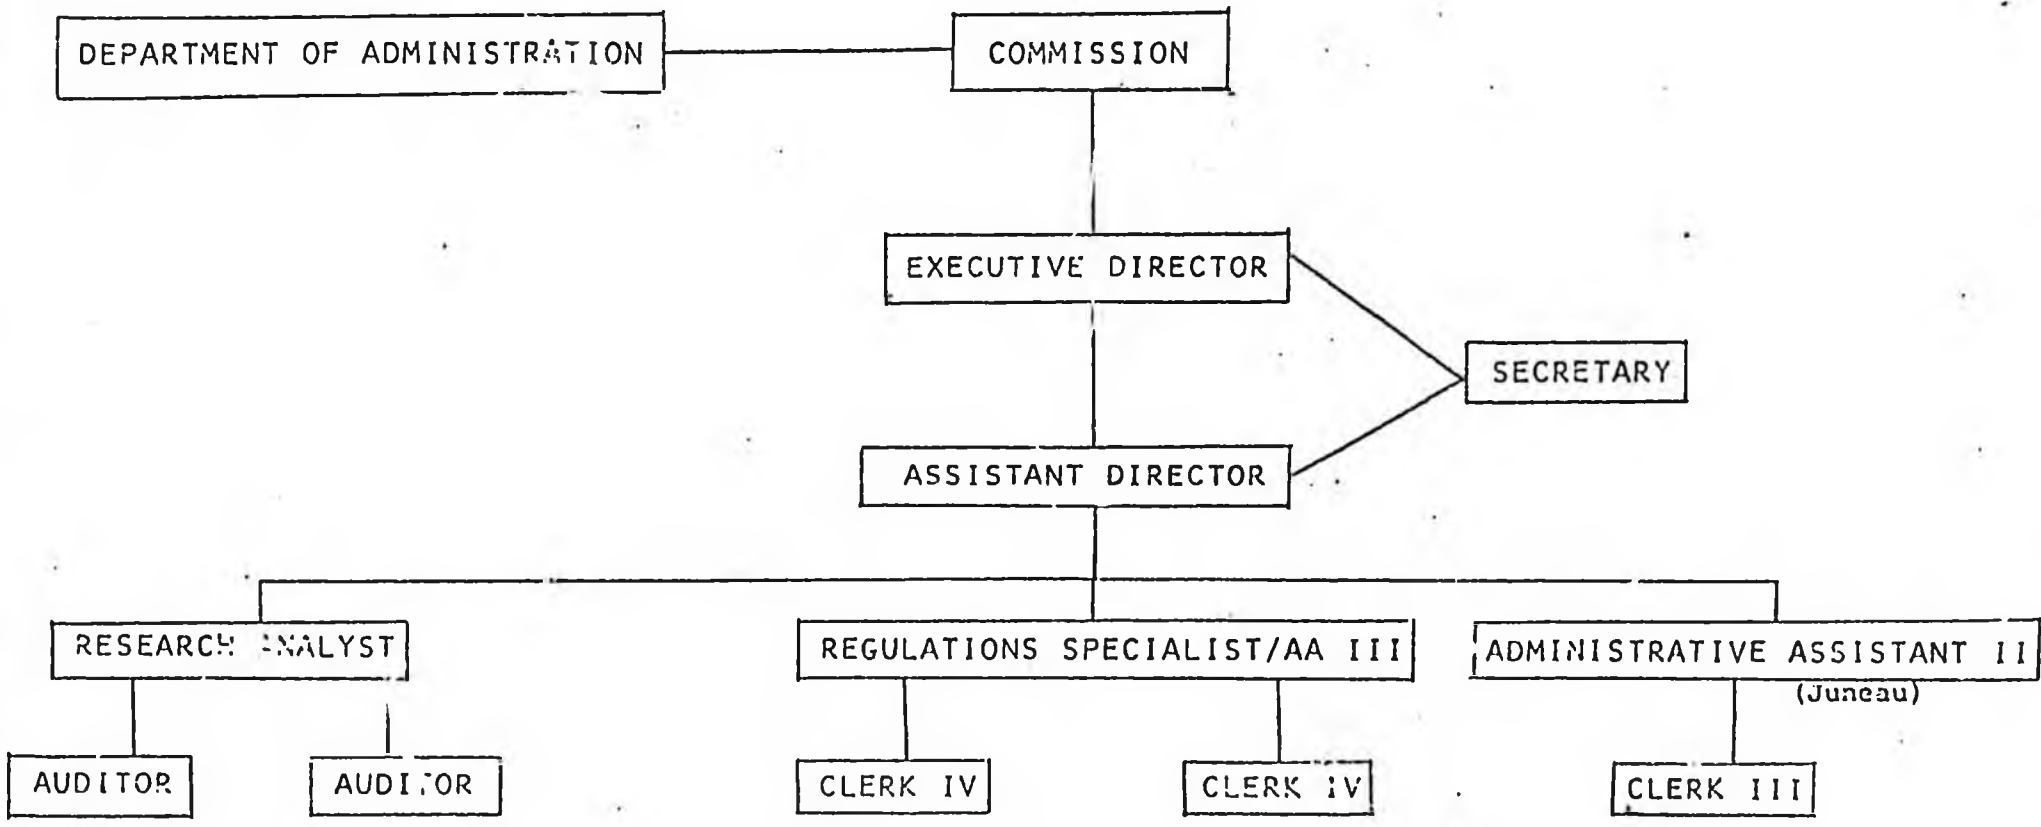 DEPARTMENT OF ADMINISTRATION
COMMISSION
EXECUTIVE DIRECTOR
SECRETARY
ASSISTANT DIRECTOR
RESEARCH ANALYST
REGULATIONS SPECIALIST/AA III
ADMINISTRATIVE ASSISTANT II
(Juneau)
AUDITOR
AUDITOR
CLERK IV
CLERK IV
CLERK III